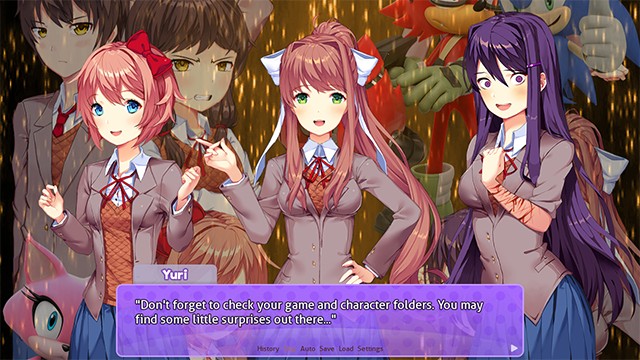 Yuri
"Don't forget to check your game and character folders. You may
find some little surprises out there..."
History Auto Save Load Settings